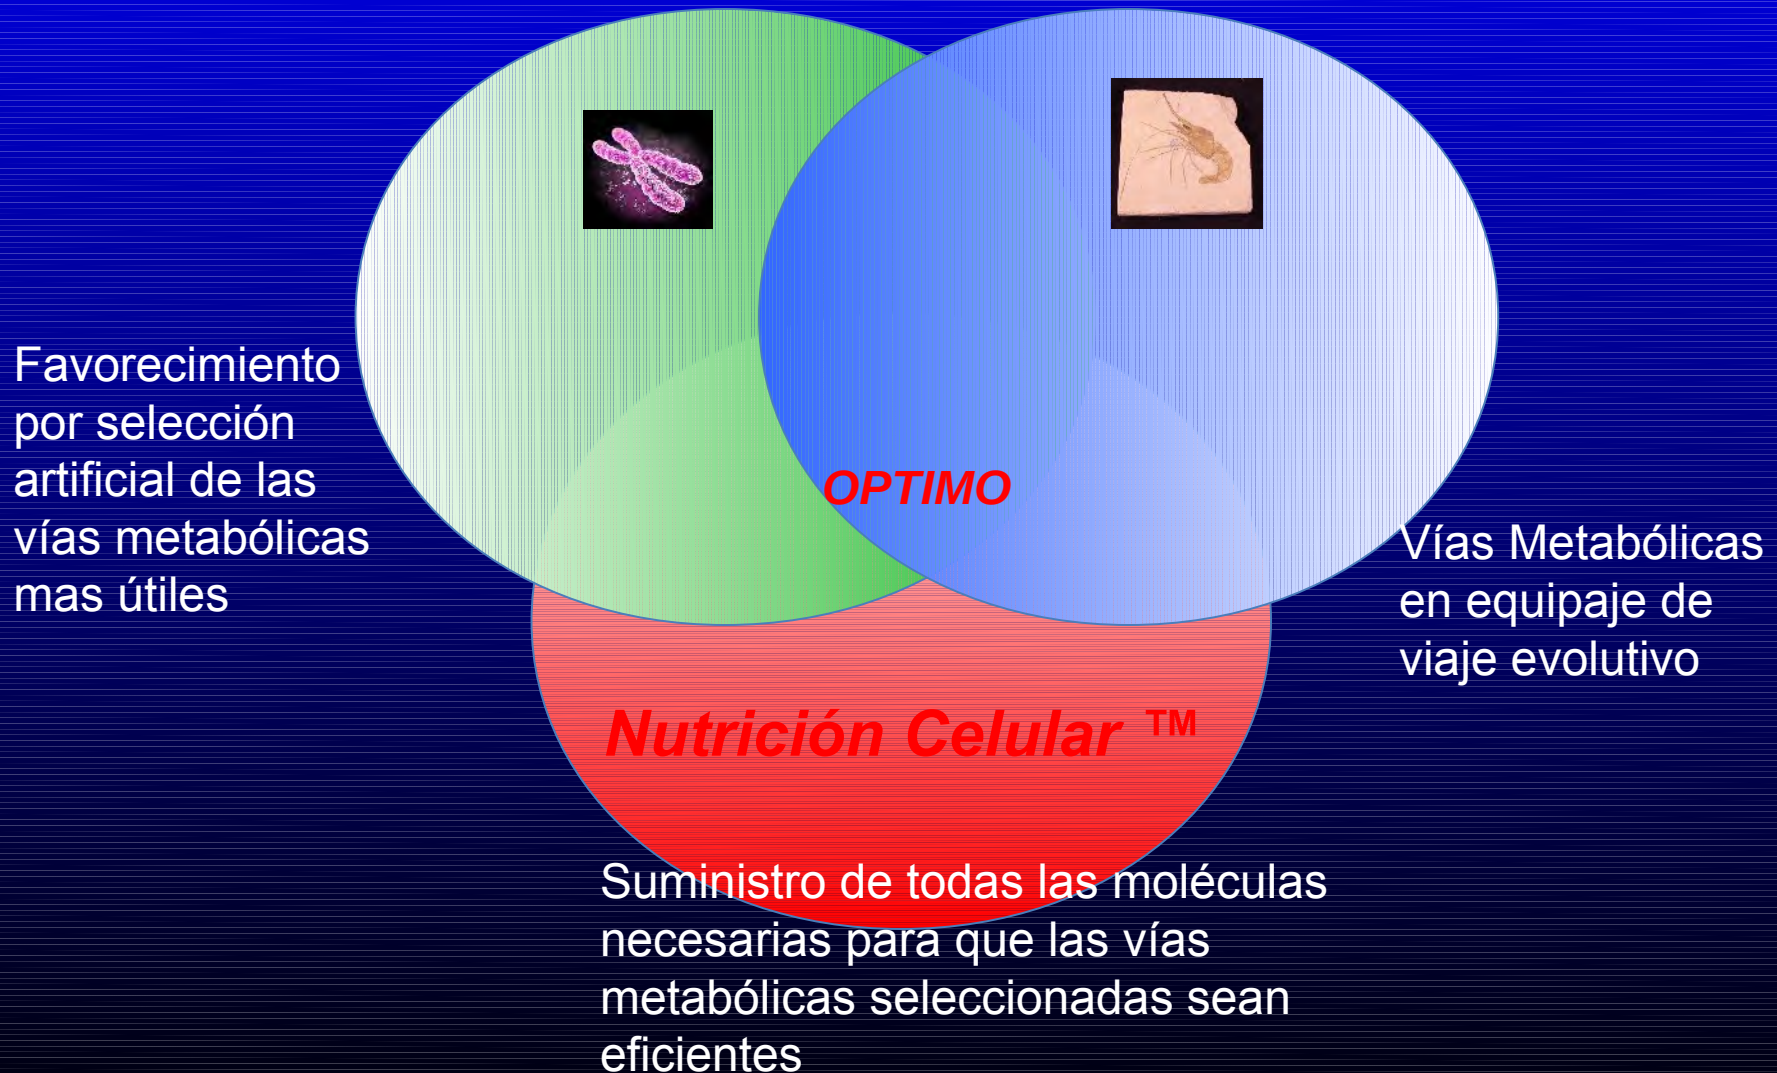 Favorecimiento
por selección
artificial de las
vías metabólicas
mas útiles
OPTIMO
Vías Metabólicas
en equipaje de
viaje evolutivo
Nutrición Celular ™
Suministro de todas las moléculas
necesarias para que las vías
metabólicas seleccionadas sean
eficientes